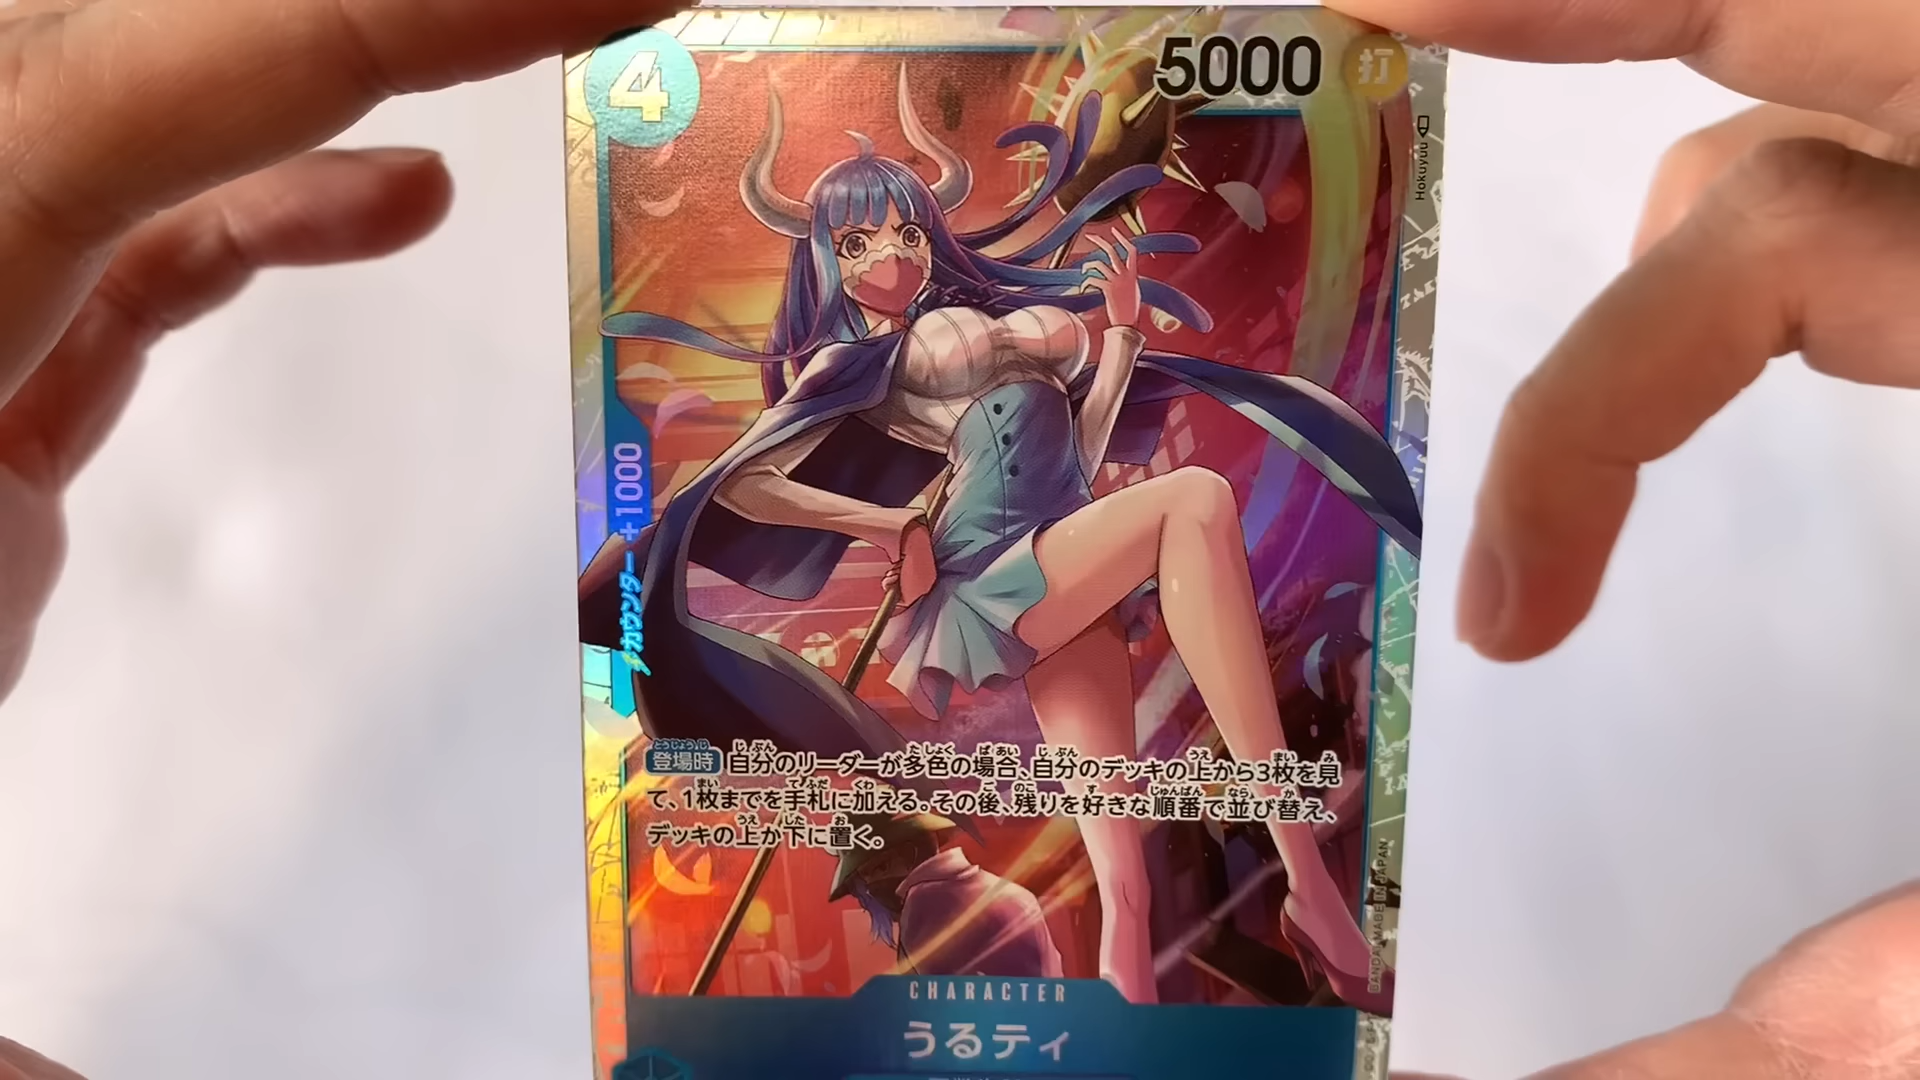 4
5000 打
Hokuyuu
カウンター +1000
登場時 自分のリーダーが多色の場合、自分のデッキの上から3枚を見
て、1枚までを手札に加える。その後、残りを好きな順番で並び替え、
デッキの上か下に置く。
BANDAI MADE IN JAPAN
CHARACTER
うるティ